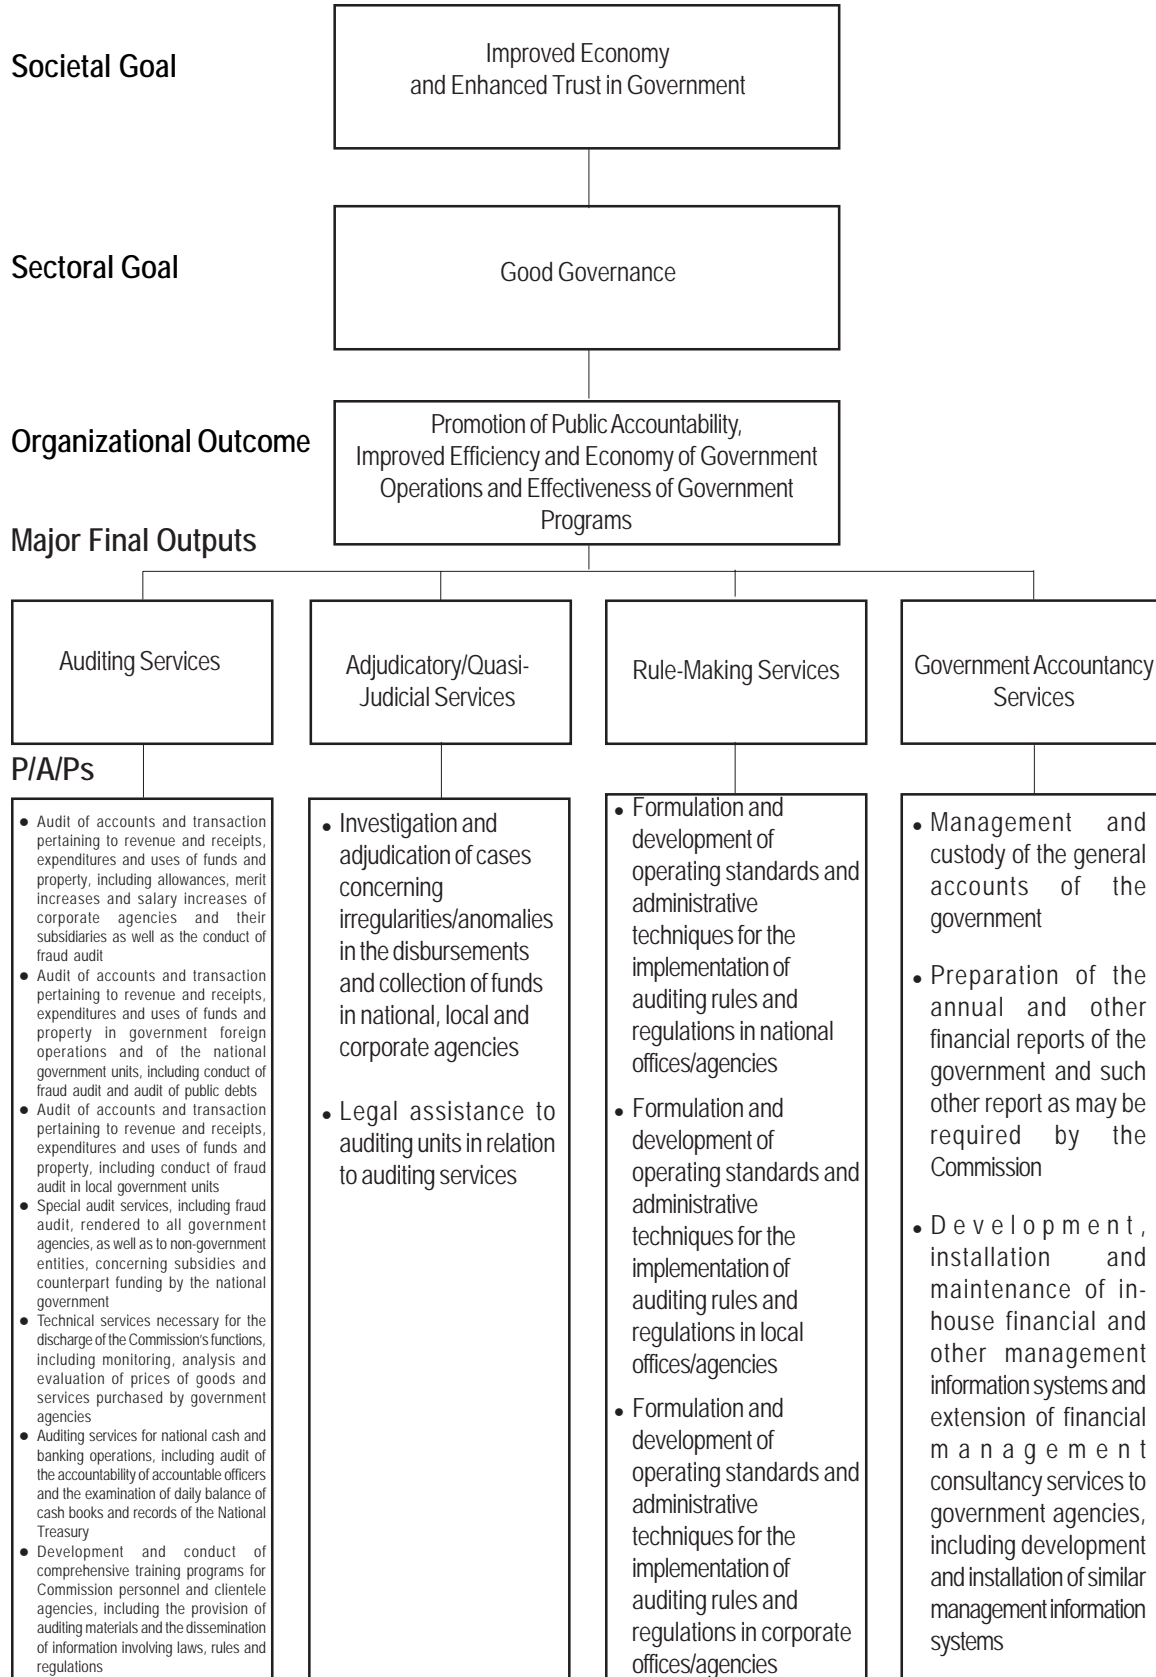 Societal Goal
Improved Economy
and Enhanced Trust in Government
Sectoral Goal
Good Governance
Organizational Outcome
Promotion of Public Accountability,
Improved Efficiency and Economy of Government
Operations and Effectiveness of Government
Programs
Major Final Outputs
Auditing Services
Adjudicatory/Quasi-
Judicial Services
Rule-Making Services
Government Accountancy
Services
P/A/Ps
● Audit of accounts and transaction
pertaining to revenue and receipts,
expenditures and uses of funds and
property, including allowances, merit
increases and salary increases of
corporate agencies and their
subsidiaries as well as the conduct of
fraud audit
● Audit of accounts and transaction
pertaining to revenue and receipts,
expenditures and uses of funds and
property in government foreign
operations and of the national
government units, including conduct of
fraud audit and audit of public debts
● Audit of accounts and transaction
pertaining to revenue and receipts,
expenditures and uses of funds and
property, including conduct of fraud
audit in local government units
● Special audit services, including fraud
audit, rendered to all government
agencies, as well as to non-government
entities, concerning subsidies and
counterpart funding by the national
government
● Technical services necessary for the
discharge of the Commission's functions,
including monitoring, analysis and
evaluation of prices of goods and
services purchased by government
agencies
● Auditing services for national cash and
banking operations, including audit of
the accountability of accountable officers
and the examination of daily balance of
cash books and records of the National
Treasury
● Development and conduct of
comprehensive training programs for
Commission personnel and clientele
agencies, including the provision of
auditing materials and the dissemination
of information involving laws, rules and
regulations
● Investigation and
adjudication of cases
concerning
irregularities/anomalies
in the disbursements
and collection of funds
in national, local and
corporate agencies
● Legal assistance to
auditing units in relation
to auditing services
● Formulation and
development of
operating standards and
administrative
techniques for the
implementation of
auditing rules and
regulations in national
offices/agencies
● Formulation and
development of
operating standards and
administrative
techniques for the
implementation of
auditing rules and
regulations in local
offices/agencies
● Formulation and
development of
operating standards and
administrative
techniques for the
implementation of
auditing rules and
regulations in corporate
offices/agencies
● Management and
custody of the general
accounts of the
government
● Preparation of the
annual and other
financial reports of the
government and such
other report as may be
required by the
Commission
● Development,
installation and
maintenance of in-
house financial and
other management
information systems and
extension of financial
management
consultancy services to
government agencies,
including development
and installation of similar
management information
systems